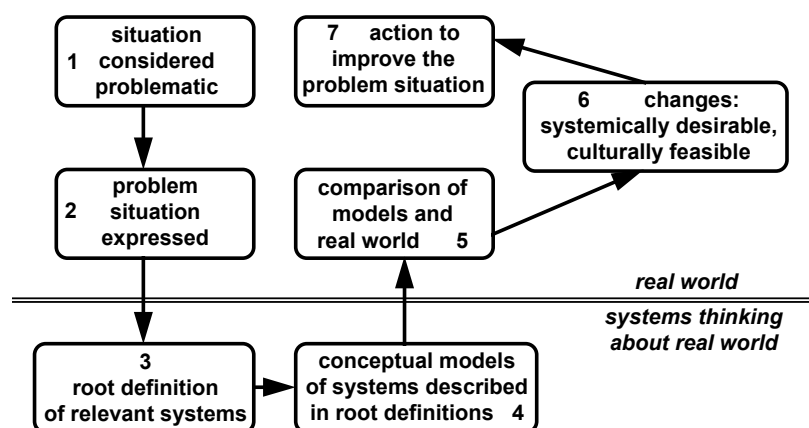 situation
1 considered
problematic
7 action to
improve the
problem situation
6 changes:
systemically desirable,
culturally feasible
problem
2 situation
expressed
comparison of
models and
real world 5
real world
systems thinking
about real world
3
root definition
of relevant systems
conceptual models
of systems described
in root definitions 4